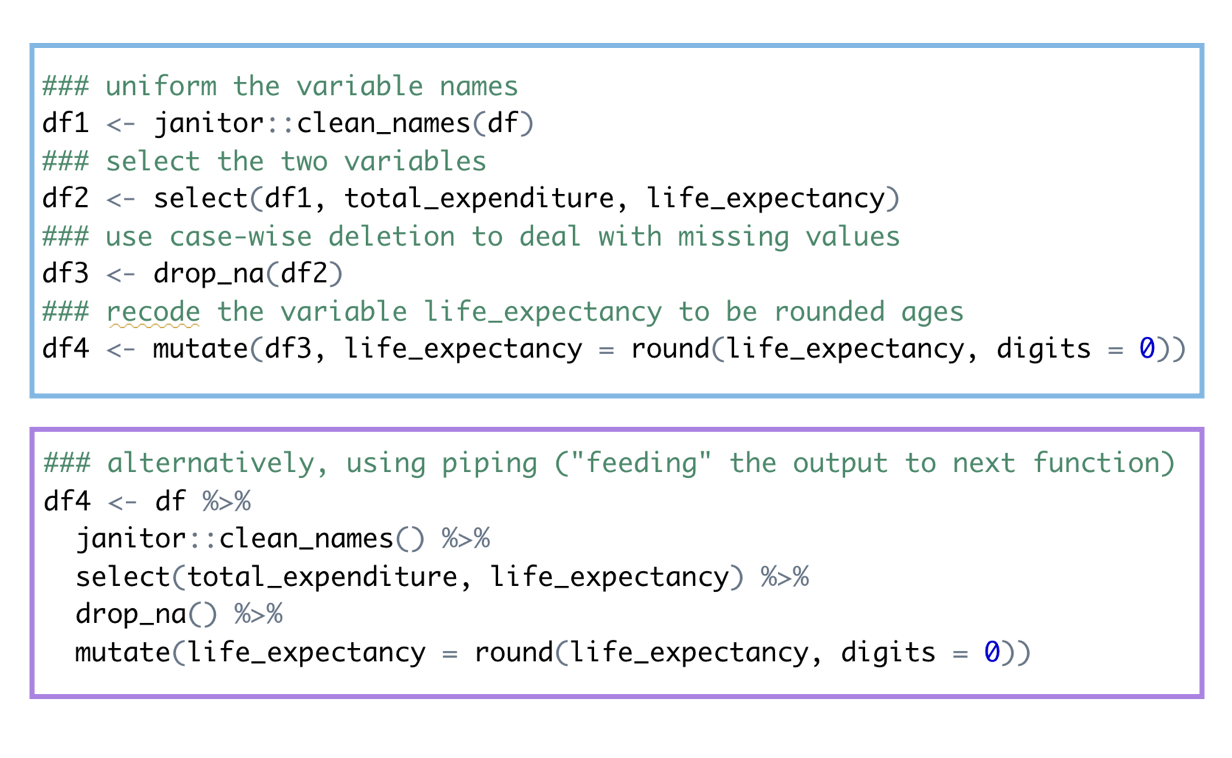 ### uniform the variable names
df1 <- janitor::clean_names(df)
### select the two variables
df2 <- select(df1, total_expenditure, life_expectancy)
### use case-wise deletion to deal with missing values
df3 <- drop_na(df2)
### recode the variable life_expectancy to be rounded ages
df4 <- mutate(df3, life_expectancy = round(life_expectancy, digits = 0))
### alternatively, using piping ("feeding" the output to next function)
df4 <- df %>%
  janitor::clean_names() %>%
  select(total_expenditure, life_expectancy) %>%
  drop_na() %>%
  mutate(life_expectancy = round(life_expectancy, digits = 0))